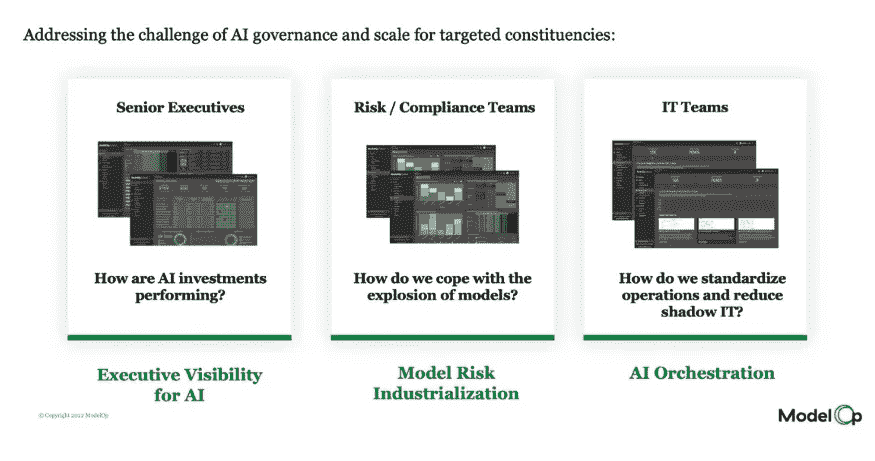 Addressing the challenge of AI governance and scale for targeted constituencies:
Senior Executives
How are AI investments
performing?
Executive Visibility
for AI
Risk / Compliance Teams
How do we cope with the
explosion of models?
Model Risk
Industrialization
IT Teams
How do we standardize
operations and reduce
shadow IT?
AI Orchestration
© Copyright 2022 ModelOp
ModelOp